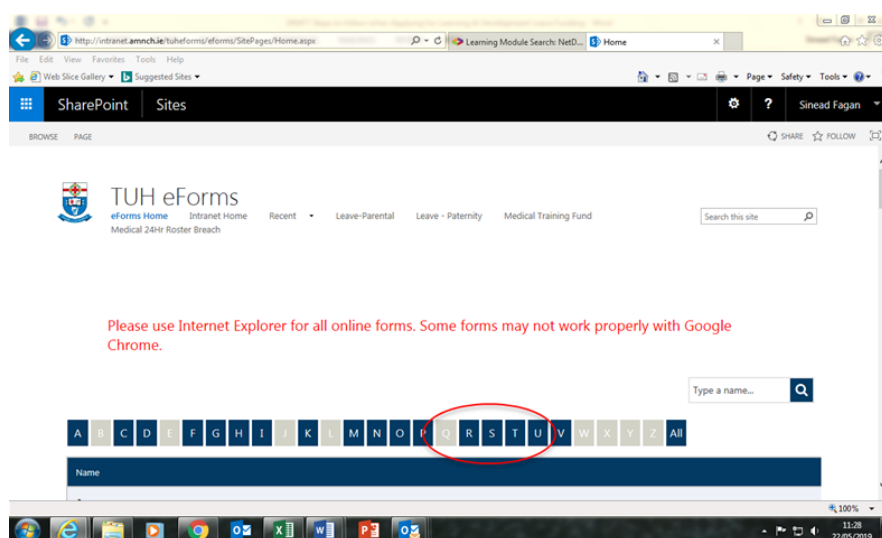 http://intranet.amnch.ie/tuheforms/eforms/SitePages/Home.aspx
Learning Module Search: NetD...
Home
File Edit View Favorites Tools Help
Web Slice Gallery Suggested Sites Page Safety Tools
SharePoint Sites ? Sinead Fagan
BROWSE PAGE SHARE FOLLOW
TUH eForms
eForms Home Intranet Home Recent Leave-Parental Leave - Paternity Medical Training Fund
Medical 24Hr Roster Breach
Search this site
Please use Internet Explorer for all online forms. Some forms may not work properly with Google
Chrome.
Type a name...
A B C D E F G H I J K L M N O P Q R S T U V W X Y Z All
Name
100%
11:28
22/05/2019